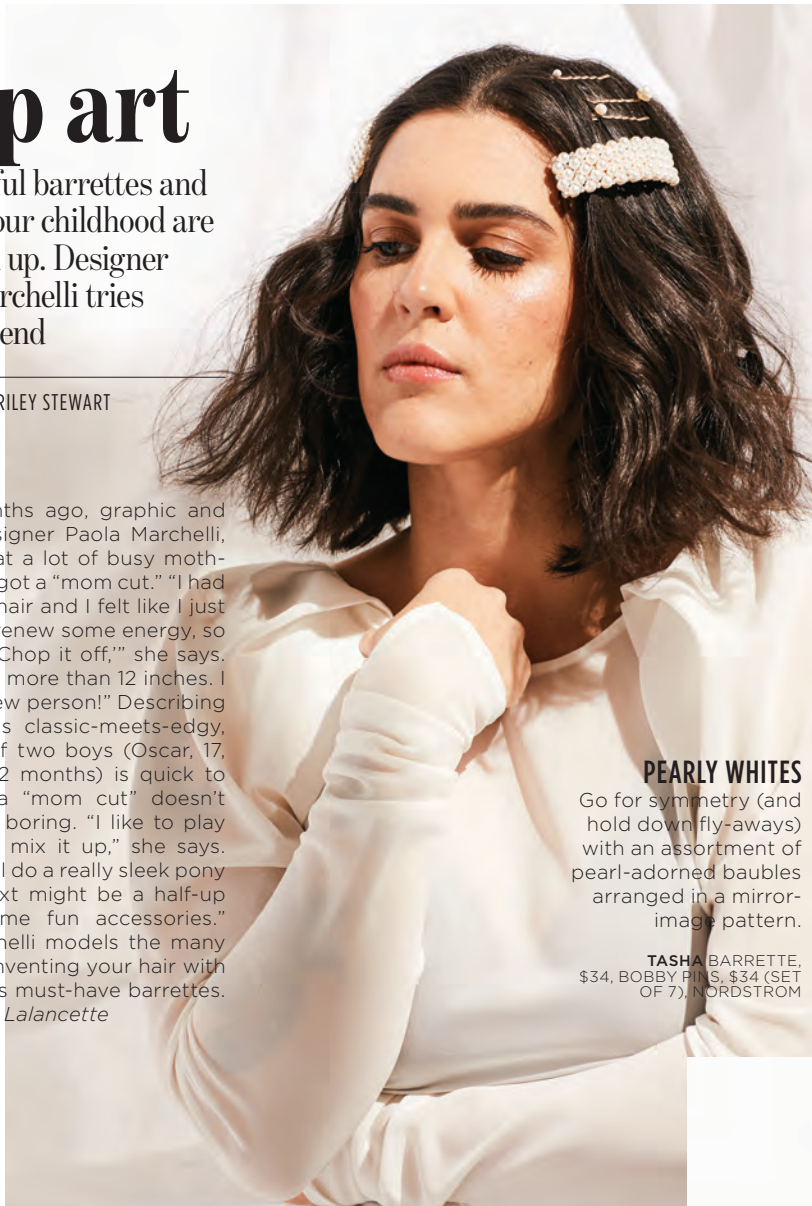 p art
ful barrettes and
our childhood are
up. Designer
rchelli tries
end
RILEY STEWART
nths ago, graphic and
signer Paola Marchelli,
at a lot of busy moth-
got a “mom cut.” “I had
hair and I felt like I just
renew some energy, so
Chop it off,’” she says.
more than 12 inches. I
ew person!” Describing
s classic-meets-edgy,
f two boys (Oscar, 17,
2 months) is quick to
a “mom cut” doesn’t
boring. “I like to play
mix it up,” she says.
l do a really sleek pony
xt might be a half-up
me fun accessories.”
helli models the many
nventing your hair with
s must-have barrettes.
Lalancette
PEARLY WHITES
Go for symmetry (and
hold down fly-aways)
with an assortment of
pearl-adorned baubles
arranged in a mirror-
image pattern.
TASHA BARRETTE,
$34, BOBBY PINS, $34 (SET
OF 7), NORDSTROM